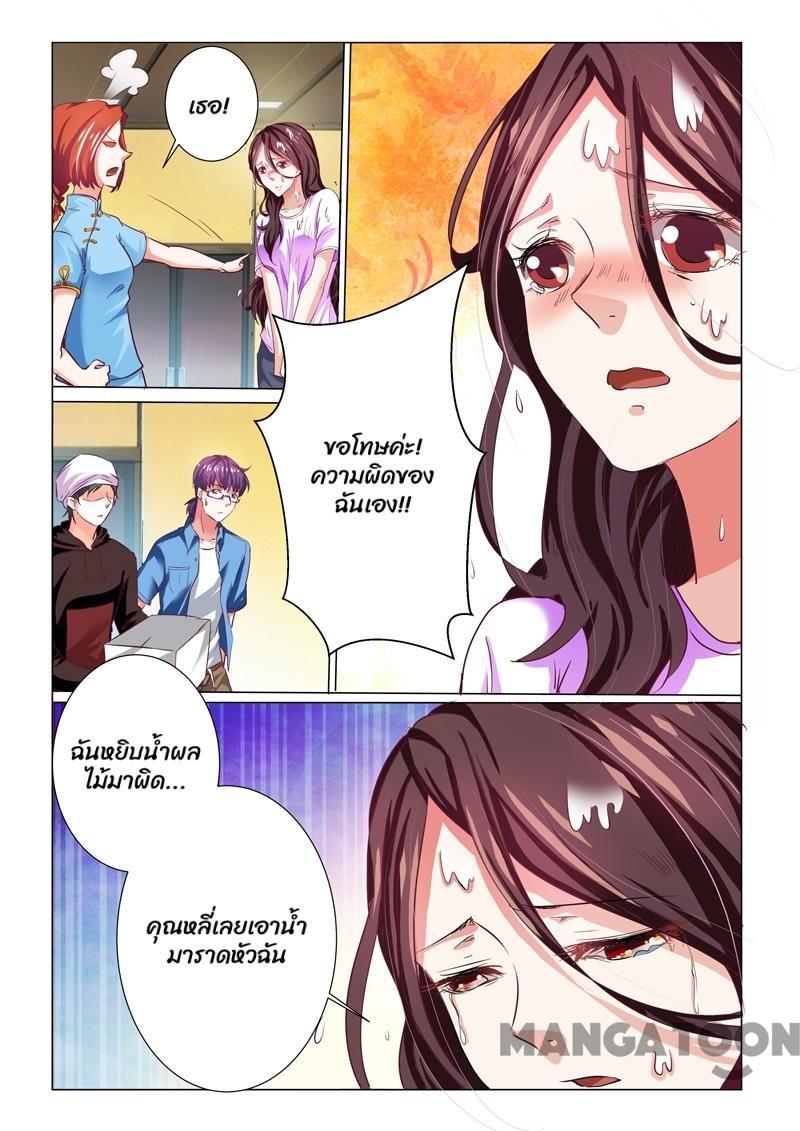 เธอ!
ขอโทษค่ะ!
ความผิดของ
ฉันเอง!!
ฉันหยิบน้ำผล
ไม้มาผิด...
คุณหลี่เลยเอาน้ำ
มาราดหัวฉัน
MANGATOON